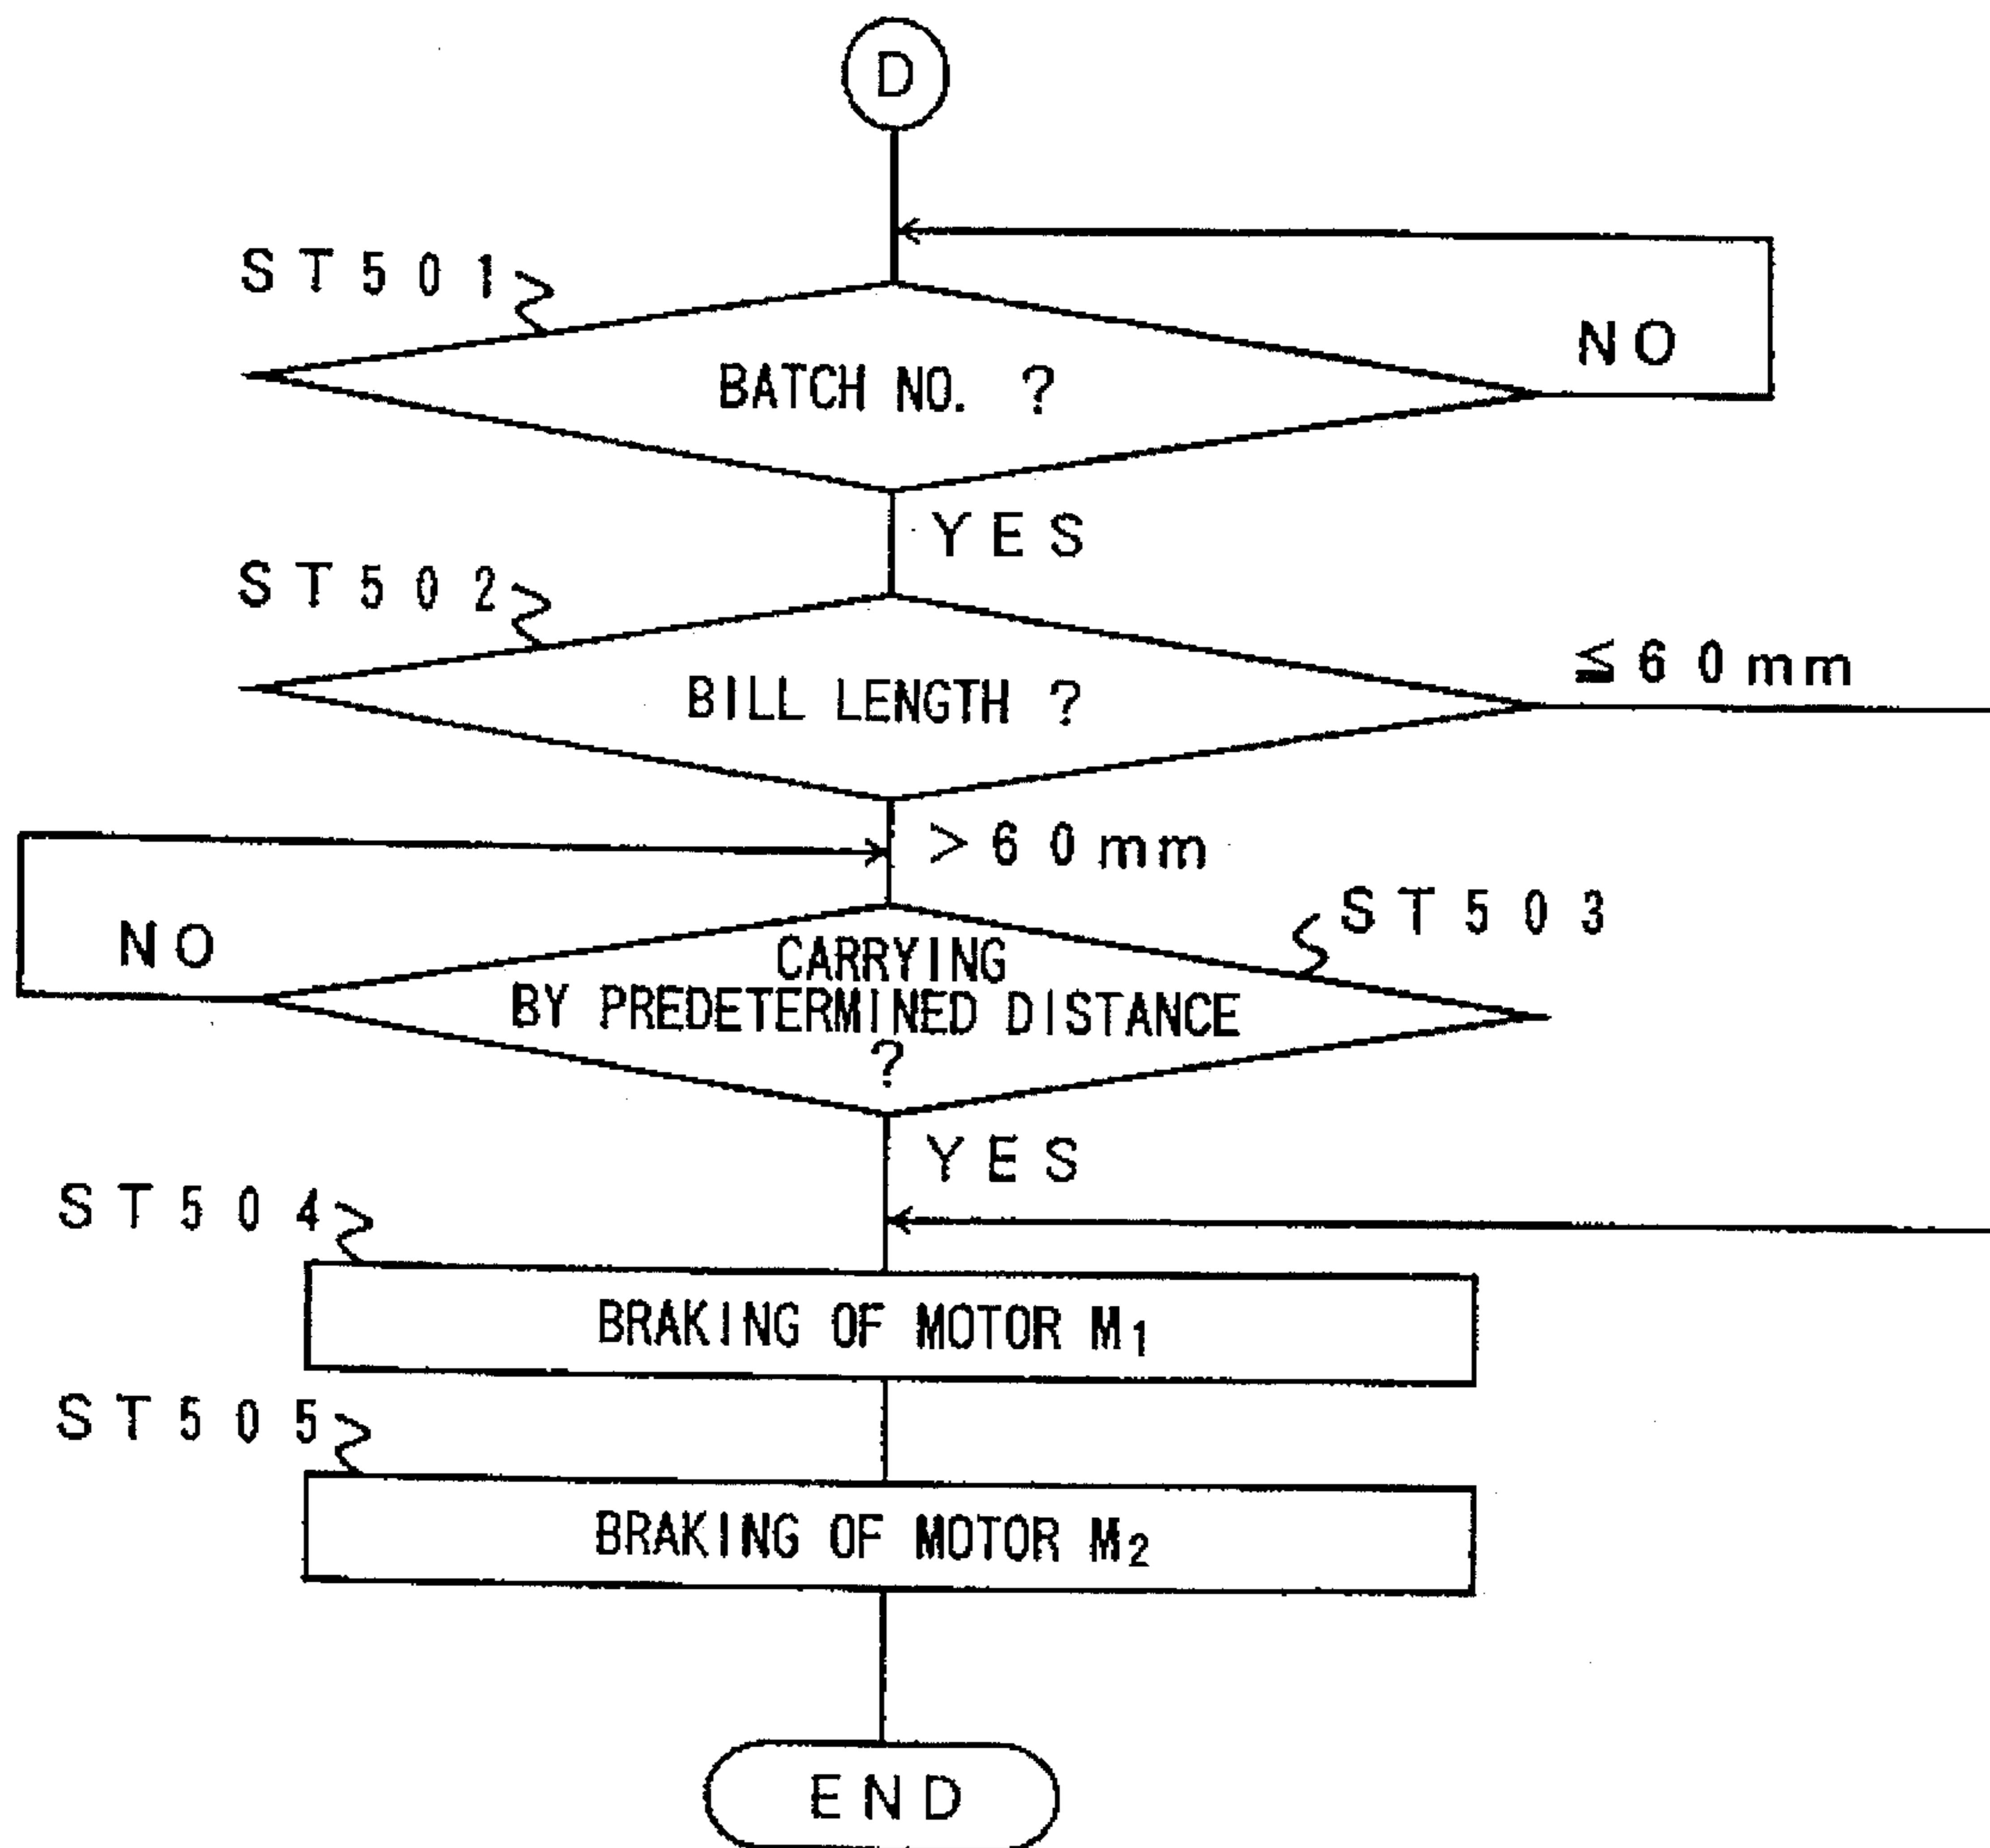 D
ST501
BATCH NO. ?
NO
YES
ST502
BILL LENGTH ?
≦60mm
>60mm
NO
ST503
CARRYING
BY PREDETERMINED DISTANCE
?
YES
ST504
BRAKING OF MOTOR M1
ST505
BRAKING OF MOTOR M2
END